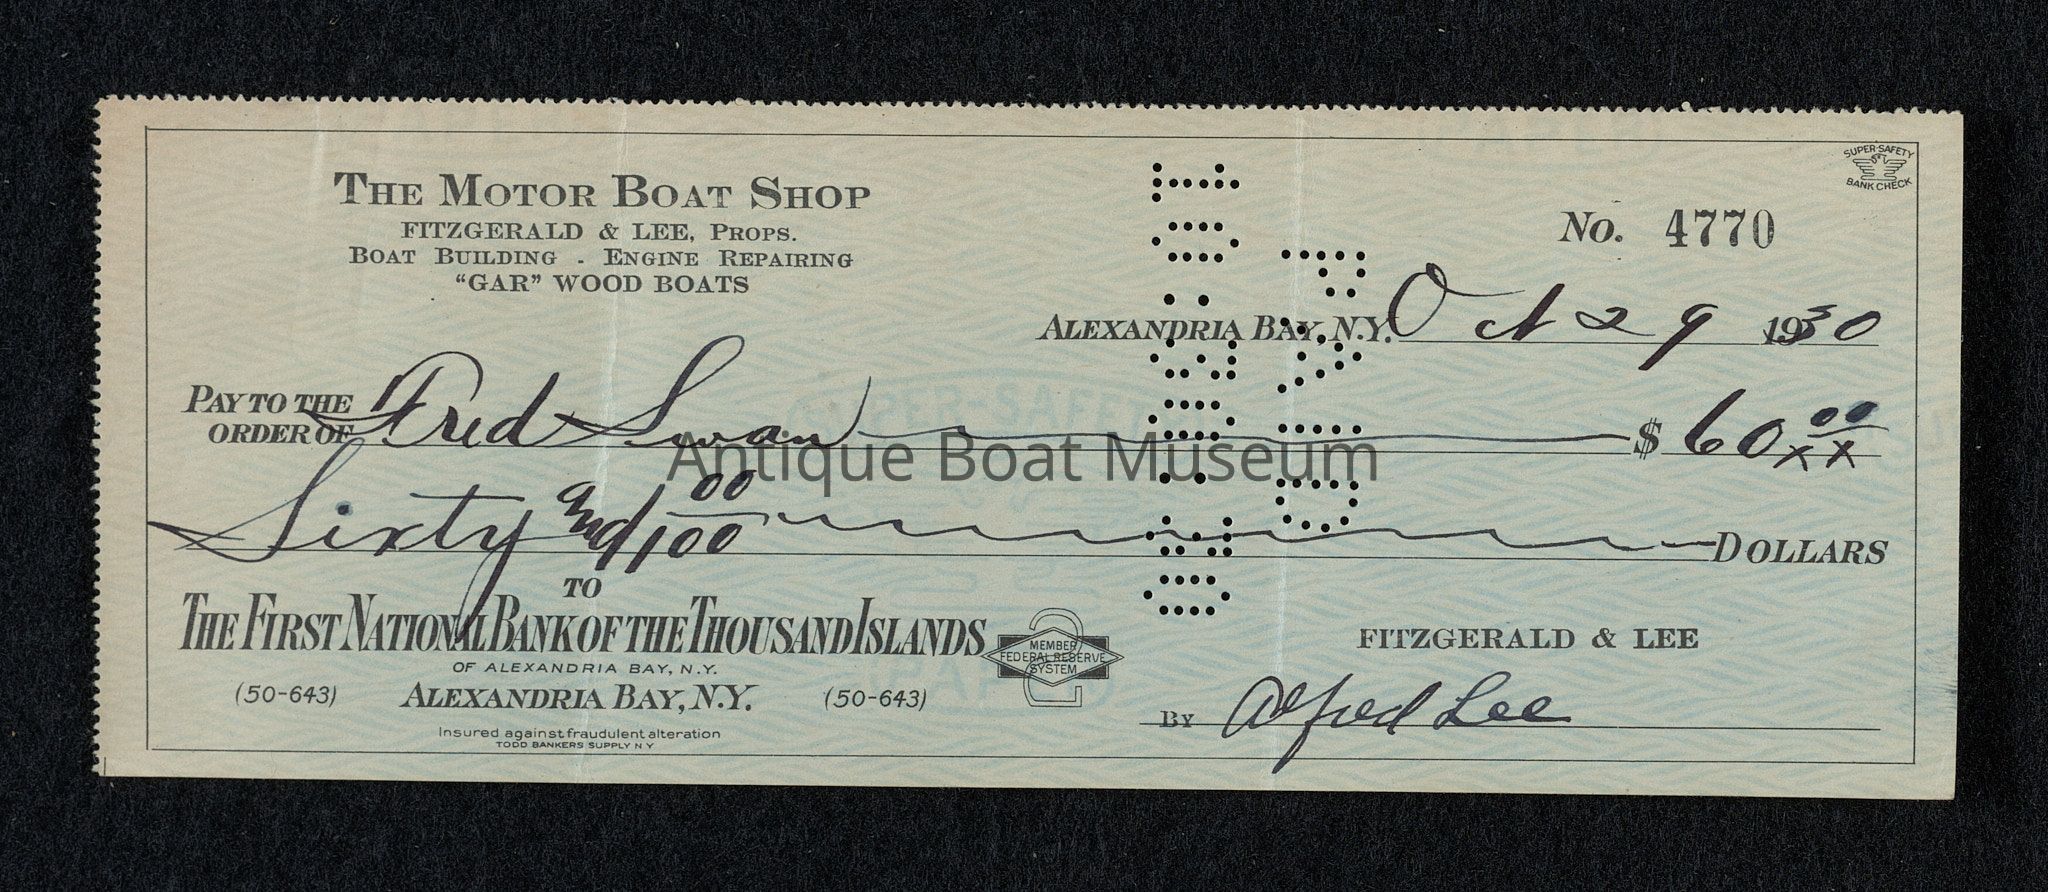 THE MOTOR BOAT SHOP
FITZGERALD & LEE, PROPS.
BOAT BUILDING - ENGINE REPAIRING
"GAR" WOOD BOATS
SUPER-SAFETY
BANK CHECK
No. 4770
ALEXANDRIA BAY, N.Y. Oct 29 1930
PAY TO THE
ORDER OF Fred Swan $ 60 00/xx
Antique Boat Museum
Sixty and 00/100 DOLLARS
TO
THE FIRST NATIONAL BANK OF THE THOUSAND ISLANDS
OF ALEXANDRIA BAY, N.Y.
(50-643) ALEXANDRIA BAY, N.Y. (50-643)
MEMBER
FEDERAL RESERVE
SYSTEM
Insured against fraudulent alteration
TODD BANKERS SUPPLY N Y
FITZGERALD & LEE
BY Alfred Lee